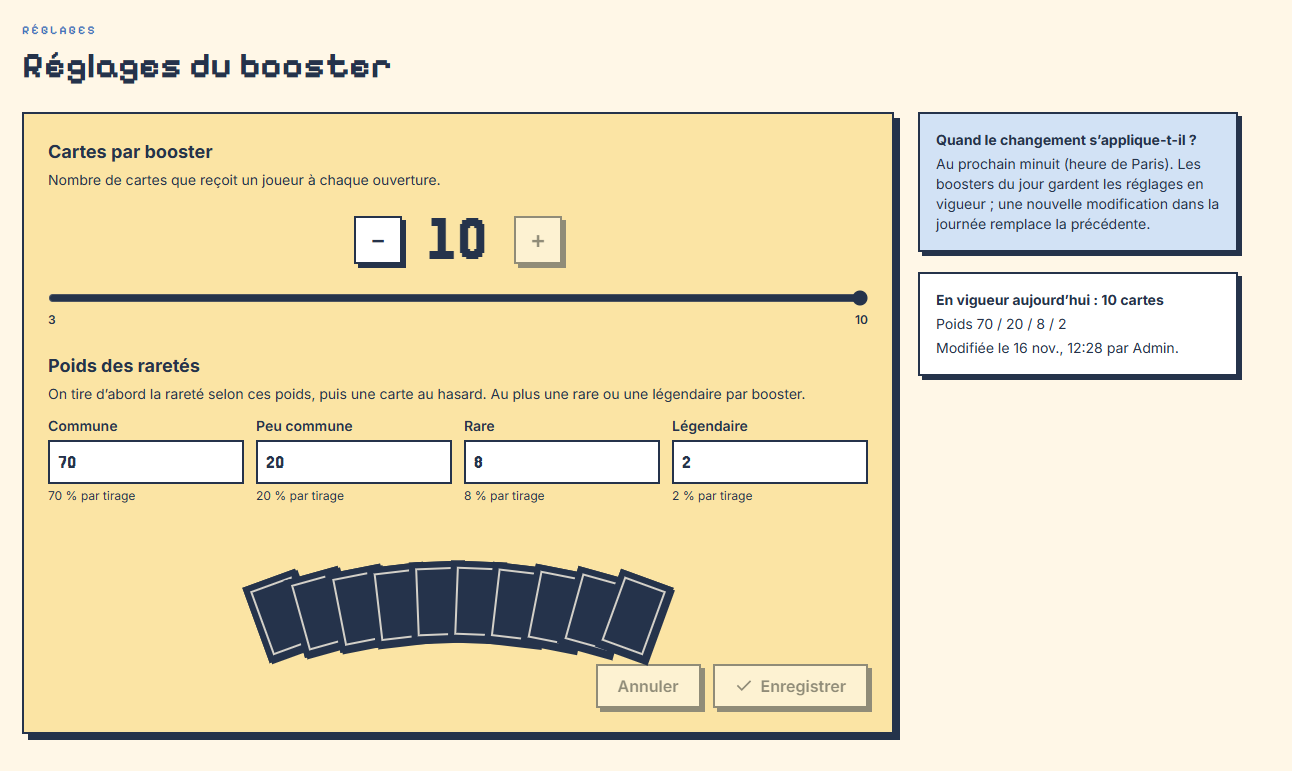 RÉGLAGES
Réglages du booster
Cartes par booster
Nombre de cartes que reçoit un joueur à chaque ouverture.
− 10 +
3 10
Poids des raretés
On tire d’abord la rareté selon ces poids, puis une carte au hasard. Au plus une rare ou une légendaire par booster.
Commune Peu commune Rare Légendaire
70 20 8 2
70 % par tirage 20 % par tirage 8 % par tirage 2 % par tirage
Annuler Enregistrer
Quand le changement s’applique-t-il ?
Au prochain minuit (heure de Paris). Les
boosters du jour gardent les réglages en
vigueur ; une nouvelle modification dans la
journée remplace la précédente.
En vigueur aujourd’hui : 10 cartes
Poids 70 / 20 / 8 / 2
Modifiée le 16 nov., 12:28 par Admin.